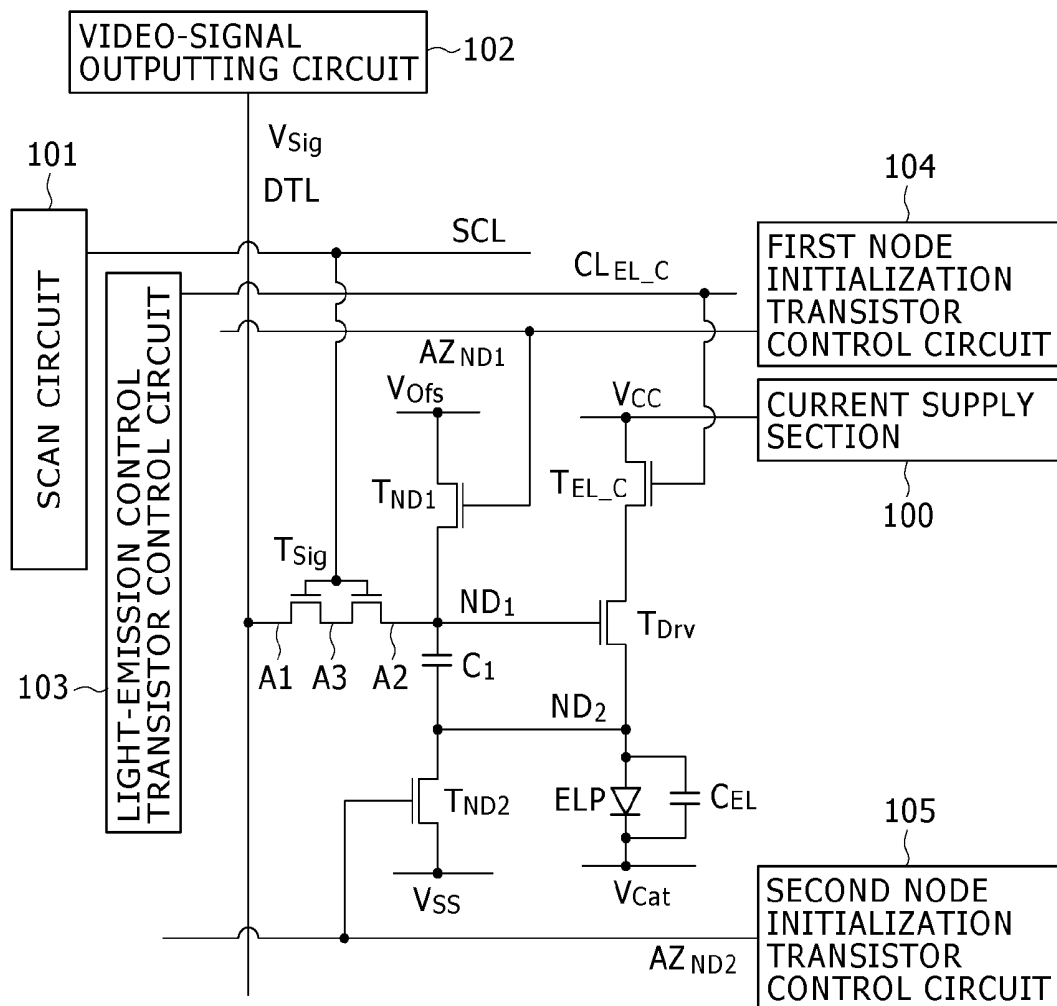 VIDEO-SIGNAL
OUTPUTTING CIRCUIT
102
VSig
DTL
101
SCAN CIRCUIT
SCL
104
FIRST NODE
INITIALIZATION
TRANSISTOR
CONTROL CIRCUIT
CLEL_C
LIGHT-EMISSION CONTROL
TRANSISTOR CONTROL CIRCUIT
103
AZND1
VOfs
VCC
CURRENT SUPPLY
SECTION
100
TND1
TEL_C
TSig
ND1
TDrv
A1
A3
A2
C1
ND2
TND2
ELP
CEL
VSS
VCat
105
SECOND NODE
INITIALIZATION
TRANSISTOR
CONTROL CIRCUIT
AZND2